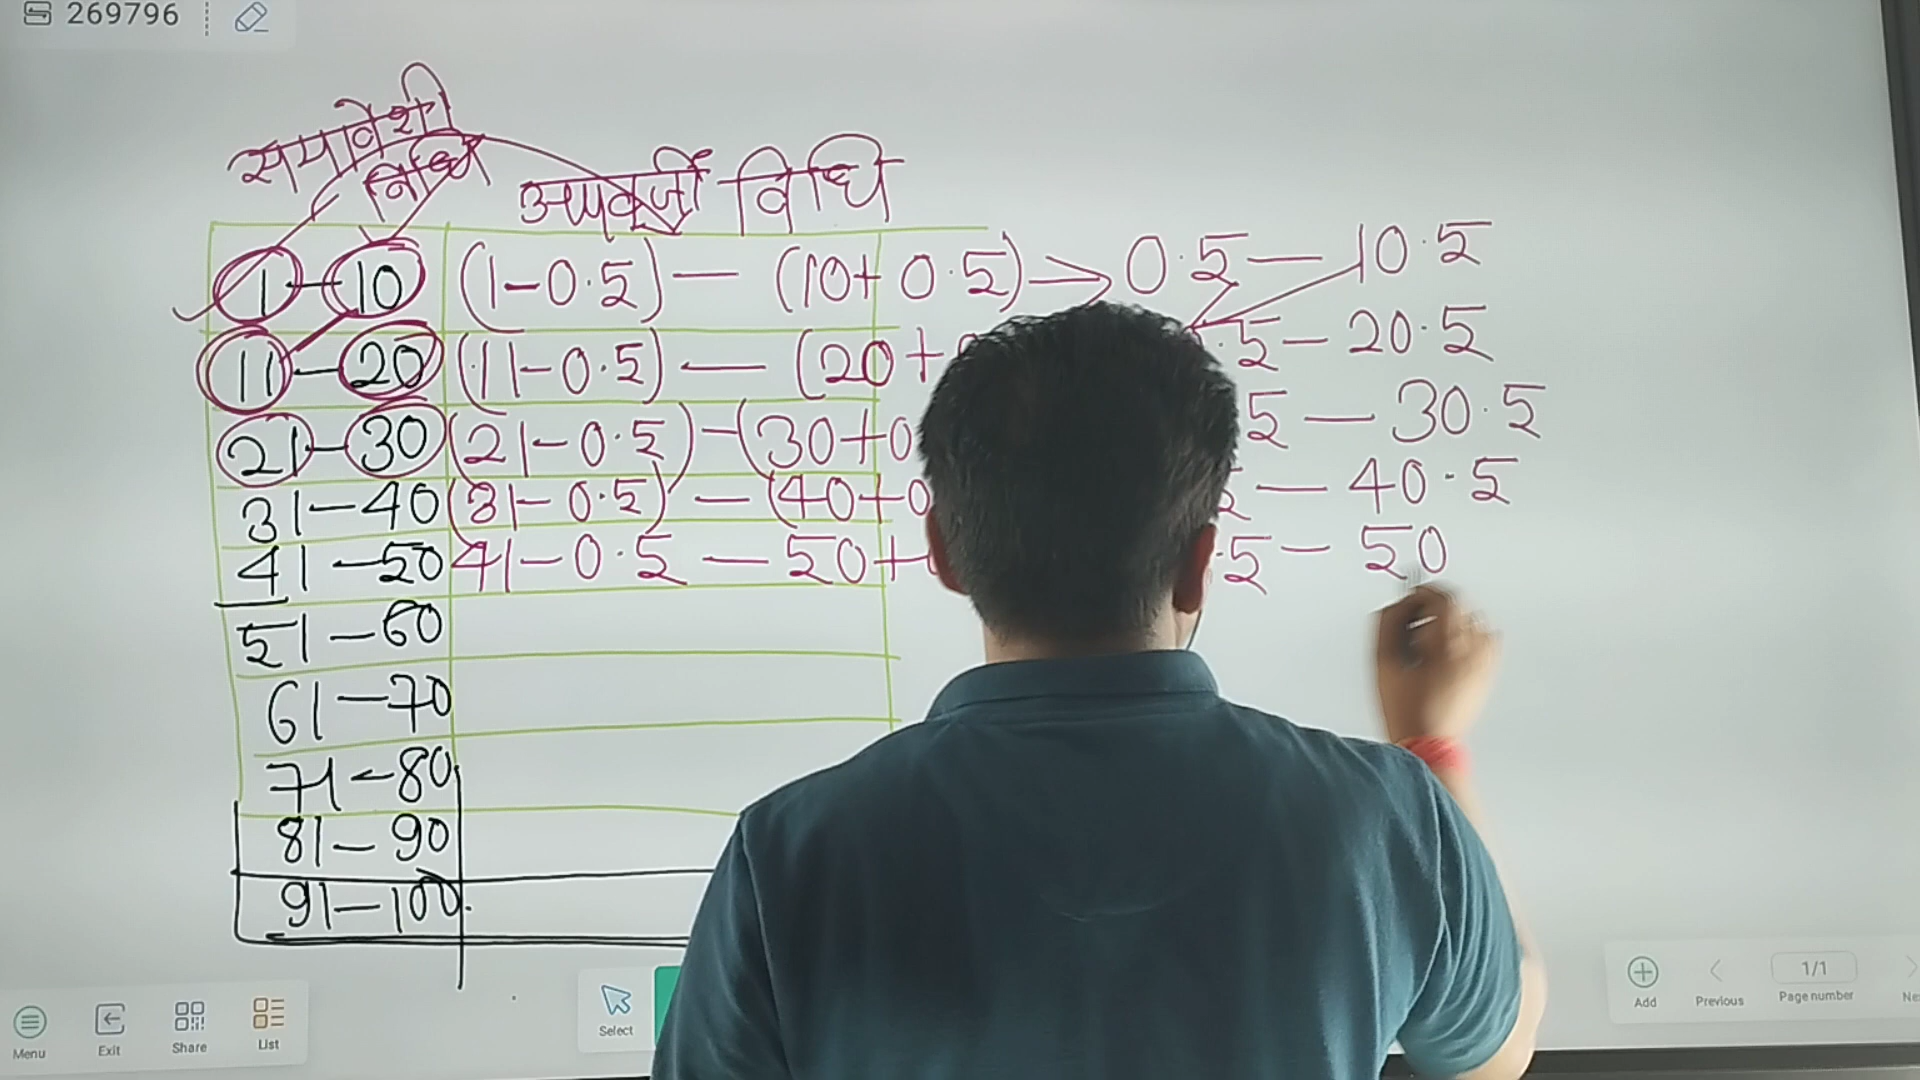 269796
समावेशी
विधि
अपवर्जी विधि
1-10 (1-0.5) — (10+0.5) → 0.5 — 10.5
11-20 (11-0.5) — (20+ .5 — 20.5
21-30 (21-0.5) — (30+0 5 — 30.5
31-40 (31-0.5) — (40+0 5 — 40.5
41-50 41-0.5 — 50+ .5 — 50
51-60
61-70
71-80
81-90
91-100
Menu Exit Share List Select Add Previous 1/1 Page number